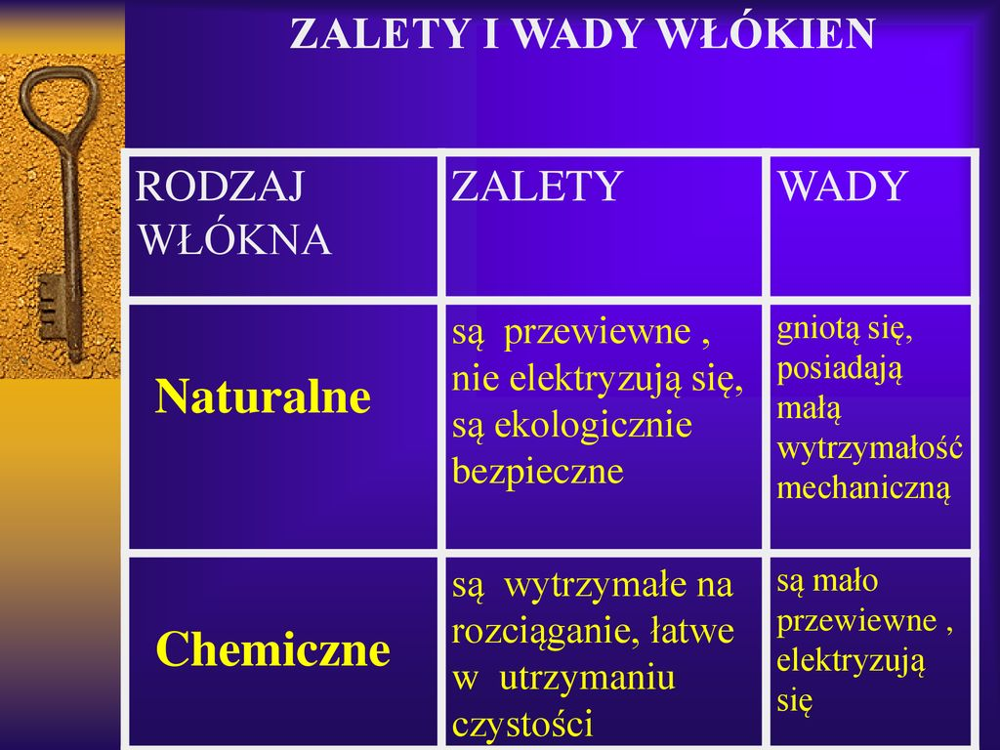 ZALETY I WADY WŁÓKIEN
RODZAJ
WŁÓKNA
ZALETY
WADY
Naturalne
są przewiewne ,
nie elektryzują się,
są ekologicznie
bezpieczne
gniotą się,
posiadają
małą
wytrzymałość
mechaniczną
Chemiczne
są wytrzymałe na
rozciąganie, łatwe
w utrzymaniu
czystości
są mało
przewiewne ,
elektryzują
się